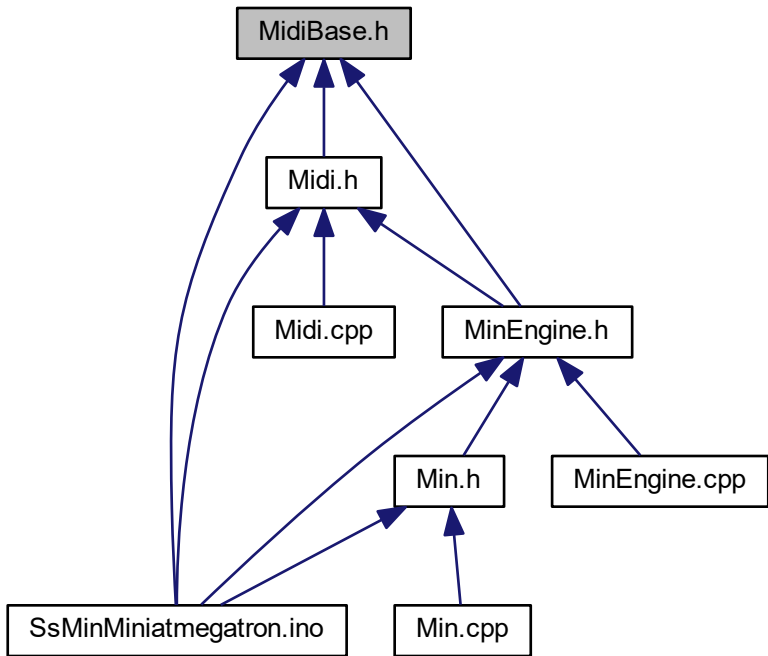 MidiBase.h
Midi.h
Midi.cpp
MinEngine.h
Min.h
MinEngine.cpp
SsMinMiniatmegatron.ino
Min.cpp